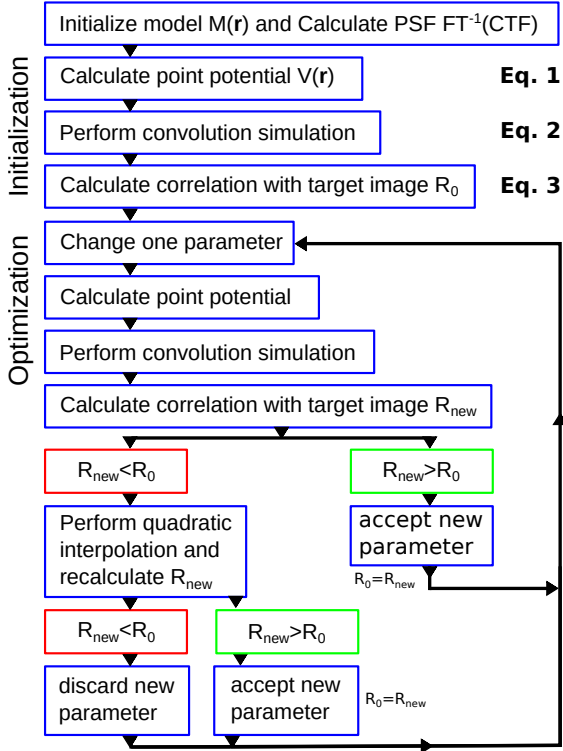 Initialize model M(r) and Calculate PSF FT⁻¹(CTF)
Calculate point potential V(r)
Eq. 1
Perform convolution simulation
Eq. 2
Calculate correlation with target image R₀
Eq. 3
Initialization
Change one parameter
Calculate point potential
Perform convolution simulation
Calculate correlation with target image Rnew
Optimization
Rnew<R₀
Rnew>R₀
Perform quadratic
interpolation and
recalculate Rnew
accept new
parameter
R₀=Rnew
Rnew<R₀
Rnew>R₀
discard new
parameter
accept new
parameter
R₀=Rnew